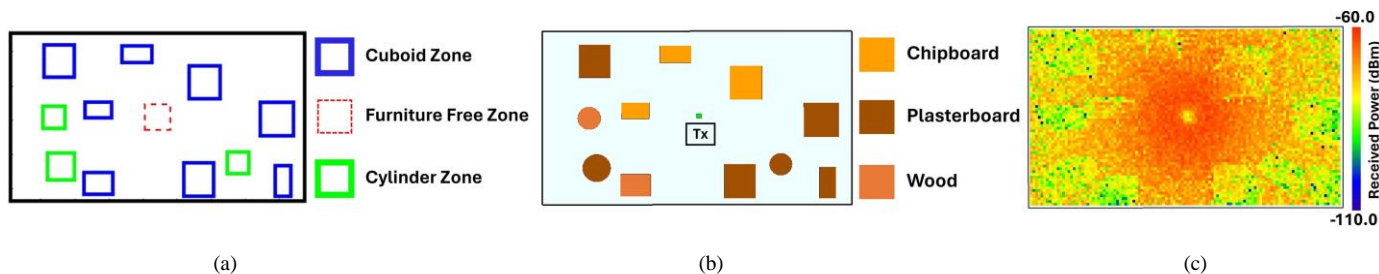 Cuboid Zone
Furniture Free Zone
Cylinder Zone
(a)
Tx
Chipboard
Plasterboard
Wood
(b)
-60.0
Received Power (dBm)
-110.0
(c)